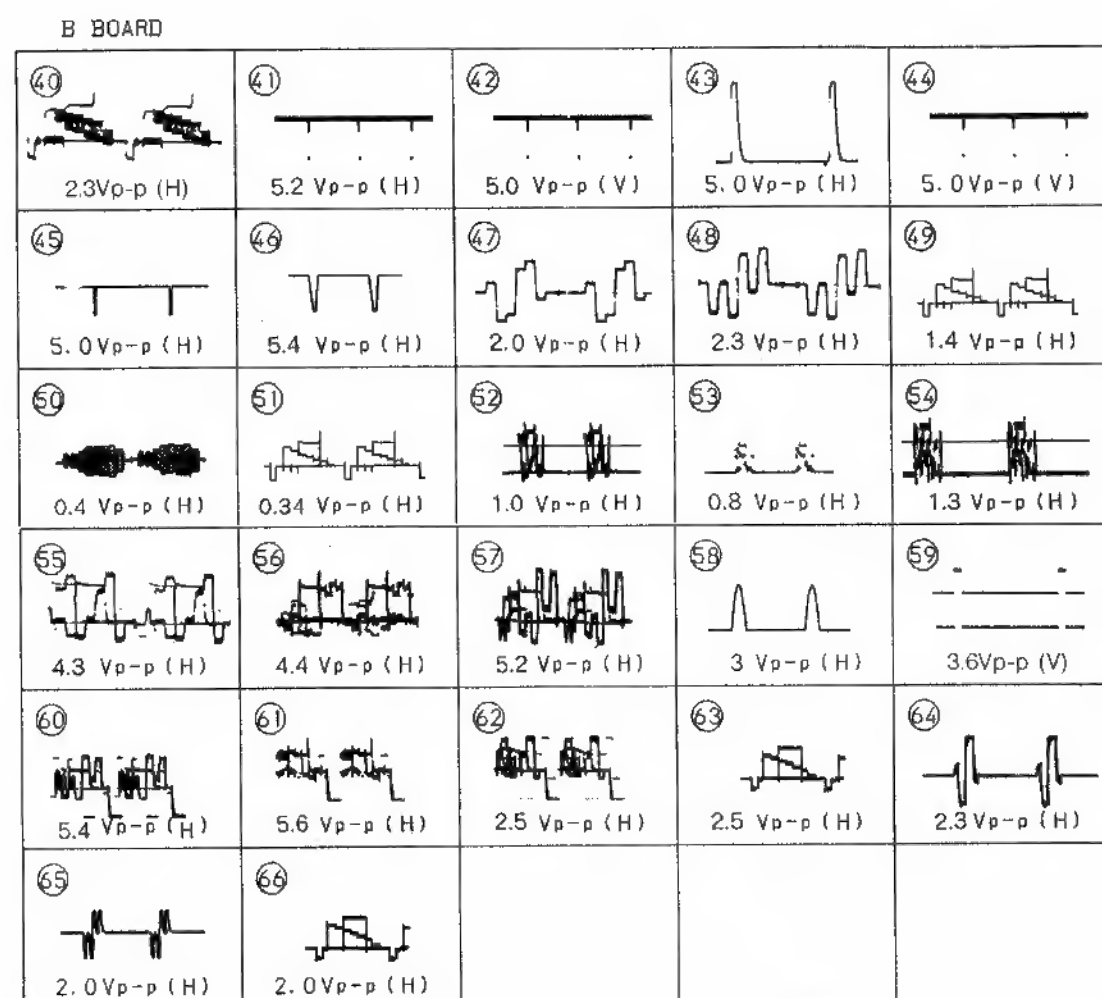 B BOARD
40 41 42 43 44
2.3Vp-p (H) 5.2 Vp-p (H) 5.0 Vp-p (V) 5.0Vp-p (H) 5.0Vp-p (V)
45 46 47 48 49
5.0Vp-p (H) 5.4 Vp-p (H) 2.0 Vp-p (H) 2.3 Vp-p (H) 1.4 Vp-p (H)
50 51 52 53 54
0.4 Vp-p (H) 0.34 Vp-p (H) 1.0 Vp-p (H) 0.8 Vp-p (H) 1.3 Vp-p (H)
55 56 57 58 59
4.3 Vp-p (H) 4.4 Vp-p (H) 5.2 Vp-p (H) 3 Vp-p (H) 3.6Vp-p (V)
60 61 62 63 64
5.4 Vp-p (H) 5.6 Vp-p (H) 2.5 Vp-p (H) 2.5 Vp-p (H) 2.3Vp-p (H)
65 66
2.0Vp-p (H) 2.0Vp-p (H)